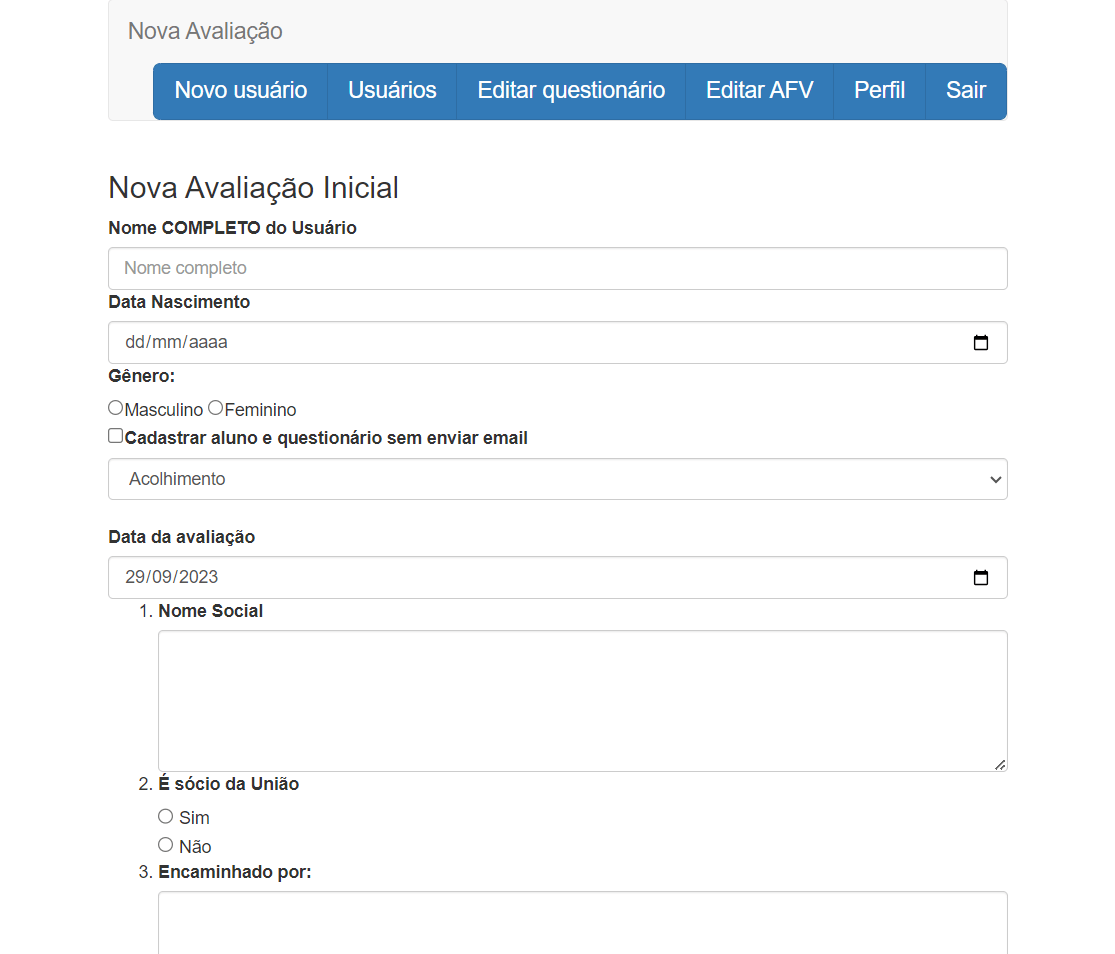 Nova Avaliação
Novo usuário Usuários Editar questionário Editar AFV Perfil Sair
Nova Avaliação Inicial
Nome COMPLETO do Usuário
Nome completo
Data Nascimento
dd/mm/aaaa
Gênero:
Masculino Feminino
Cadastrar aluno e questionário sem enviar email
Acolhimento
Data da avaliação
29/09/2023
1. Nome Social
2. É sócio da União
Sim
Não
3. Encaminhado por: